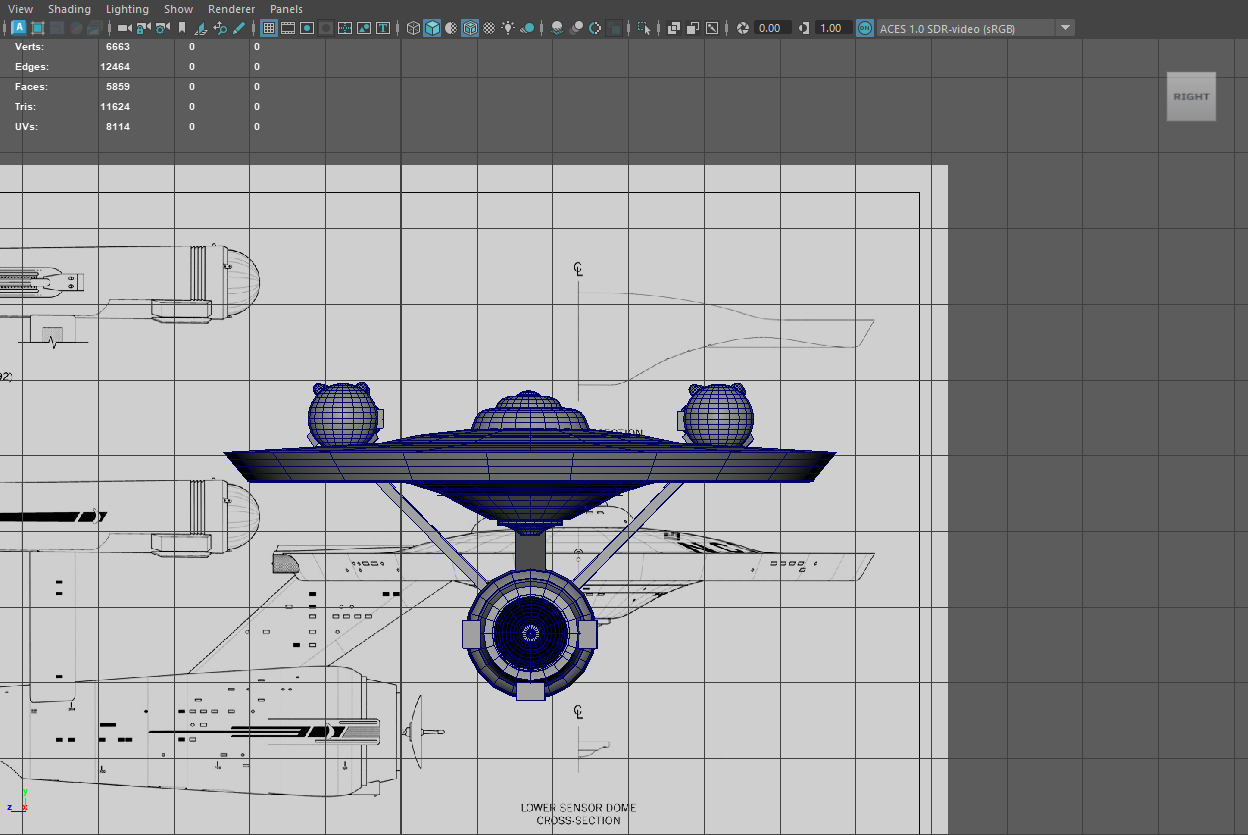 View Shading Lighting Show Renderer Panels
A T 0.00 1.00 ON ACES 1.0 SDR-video (sRGB)
Verts: 6663 0 0
Edges: 12464 0 0
Faces: 5859 0 0
Tris: 11624 0 0
UVs: 8114 0 0
RIGHT
LOWER SENSOR DOME
CROSS-SECTION
y
z x